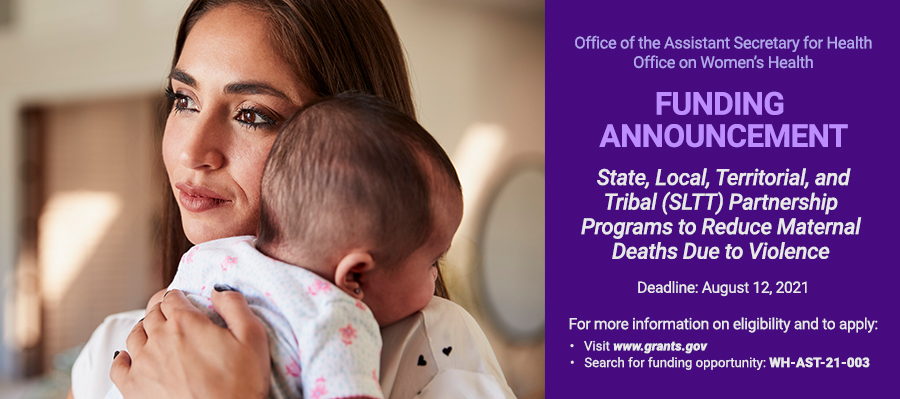 Office of the Assistant Secretary for Health
Office on Women's Health
FUNDING
ANNOUNCEMENT
State, Local, Territorial, and
Tribal (SLTT) Partnership
Programs to Reduce Maternal
Deaths Due to Violence
Deadline: August 12, 2021
For more information on eligibility and to apply:
• Visit www.grants.gov
• Search for funding opportunity: WH-AST-21-003